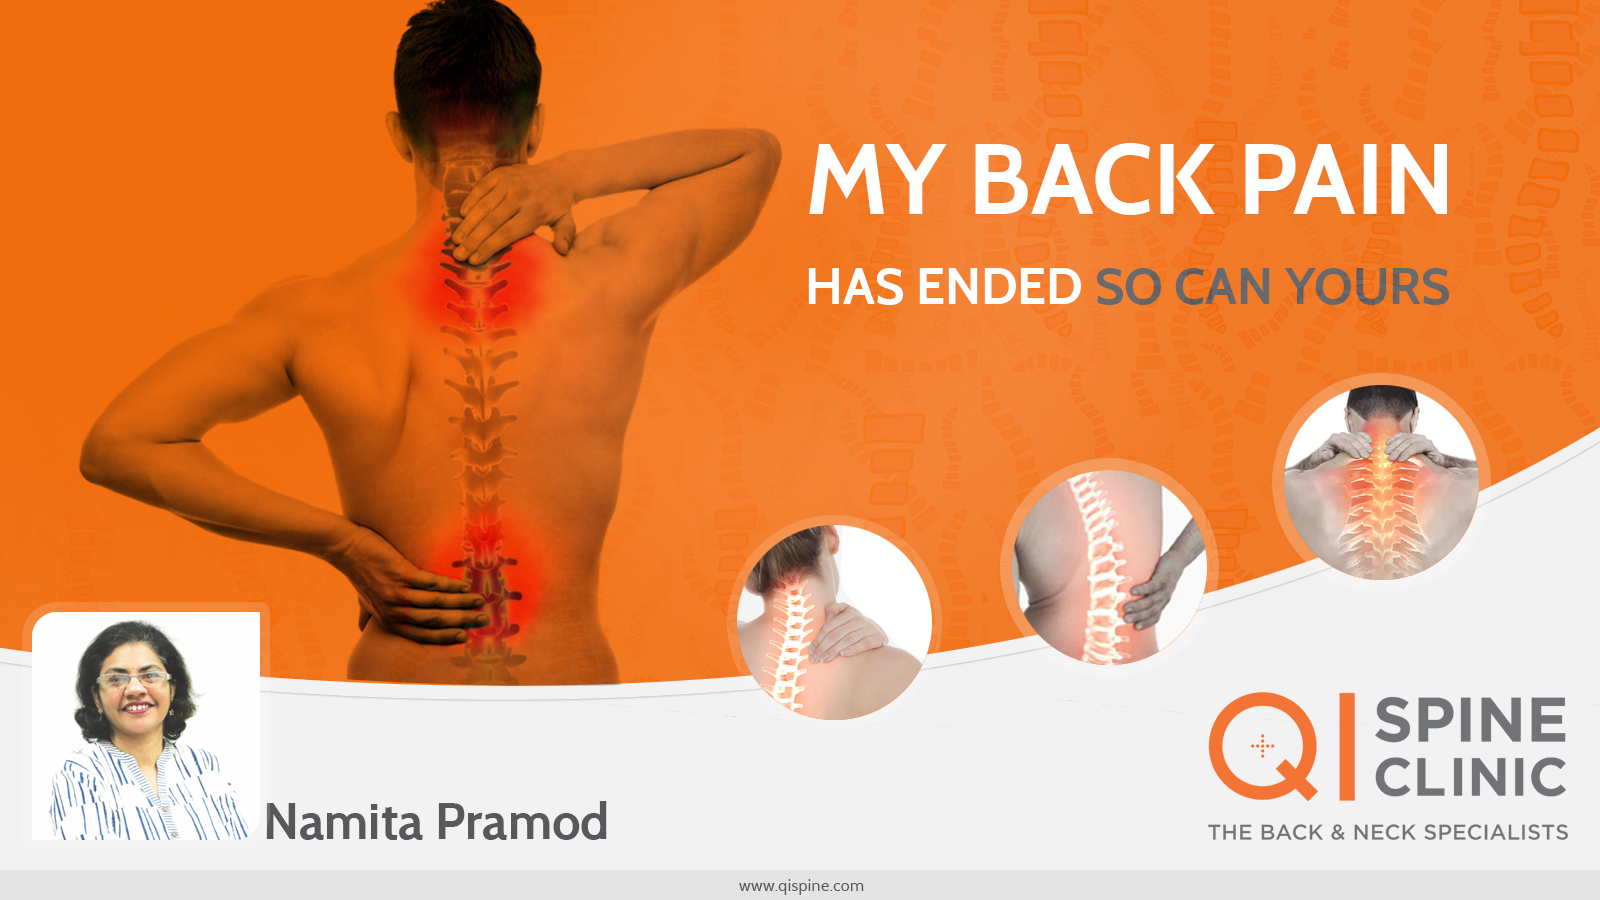 MY BACK PAIN
HAS ENDED SO CAN YOURS
Namita Pramod
QI SPINE
CLINIC
THE BACK & NECK SPECIALISTS
www.qispine.com